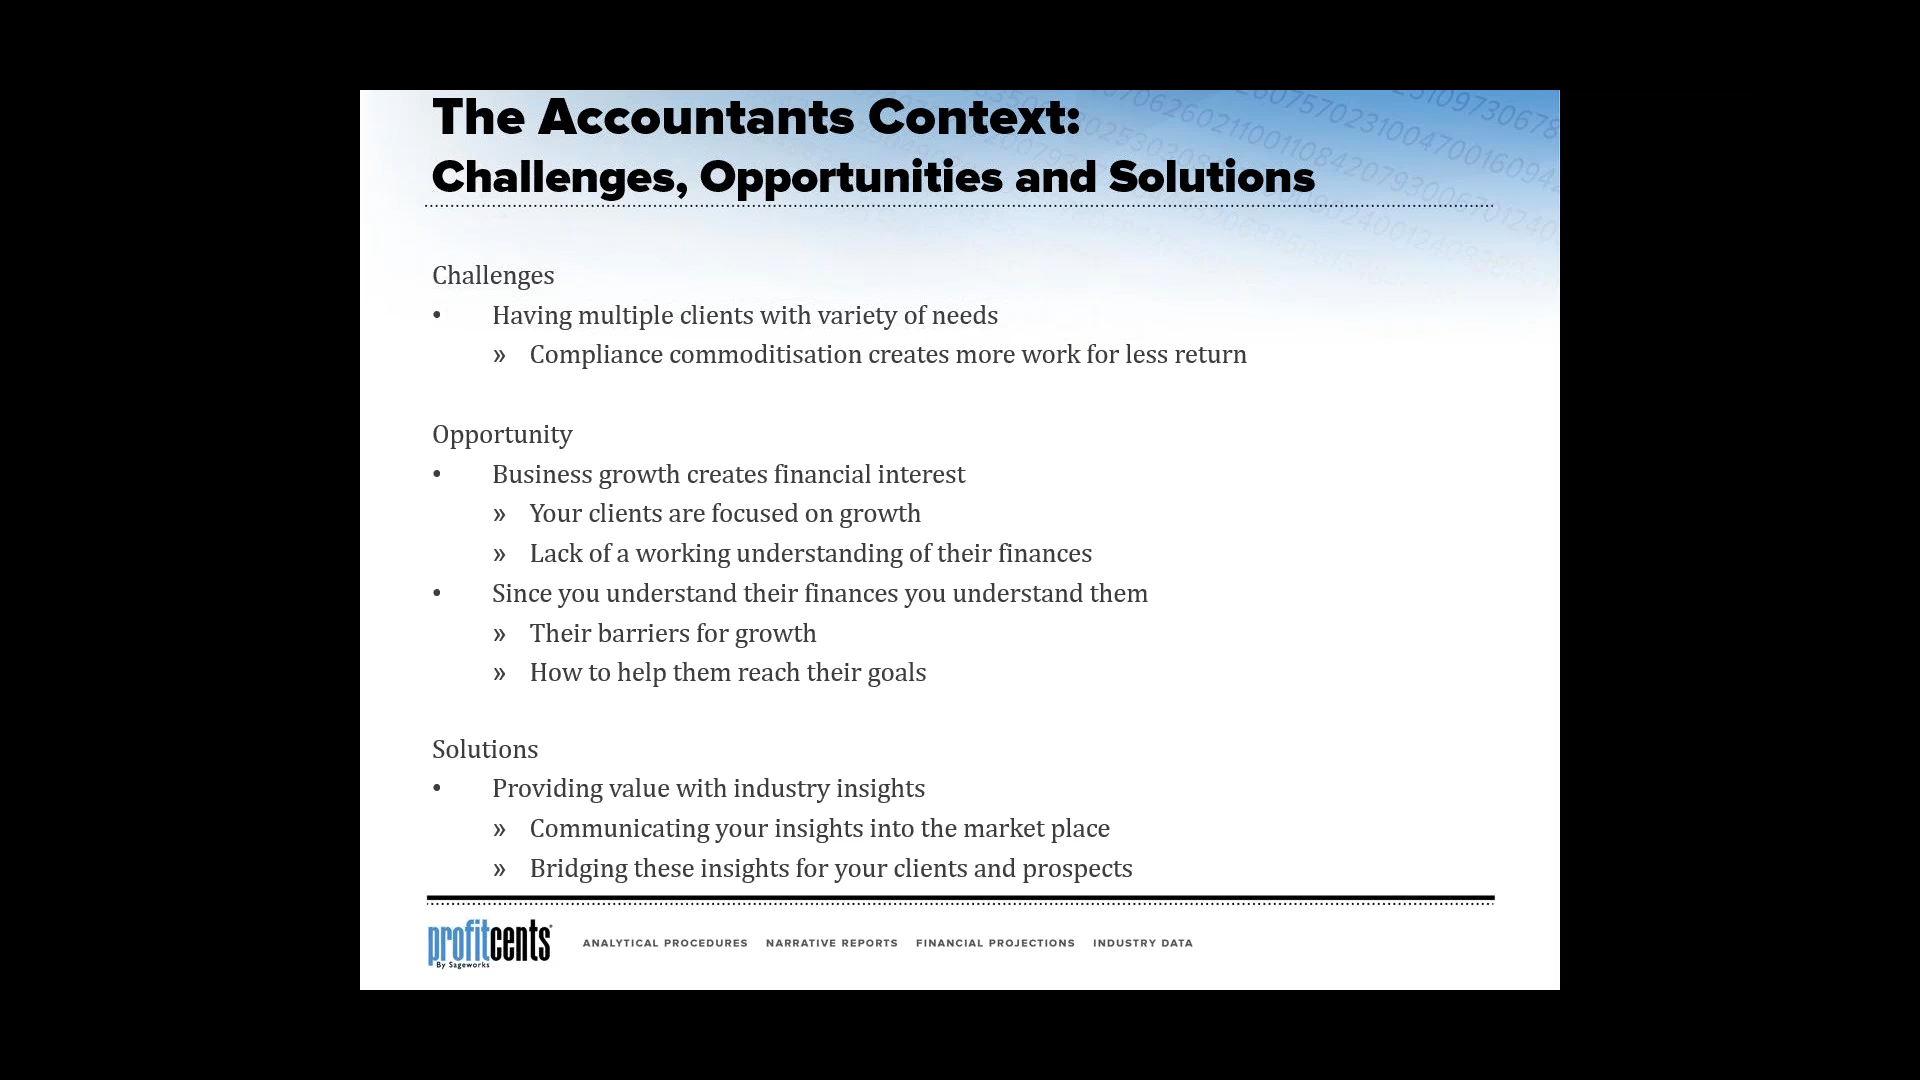 The Accountants Context:
Challenges, Opportunities and Solutions
Challenges
• Having multiple clients with variety of needs
» Compliance commoditisation creates more work for less return
Opportunity
• Business growth creates financial interest
» Your clients are focused on growth
» Lack of a working understanding of their finances
• Since you understand their finances you understand them
» Their barriers for growth
» How to help them reach their goals
Solutions
• Providing value with industry insights
» Communicating your insights into the market place
» Bridging these insights for your clients and prospects
profitcents
By Sageworks
ANALYTICAL PROCEDURES NARRATIVE REPORTS FINANCIAL PROJECTIONS INDUSTRY DATA